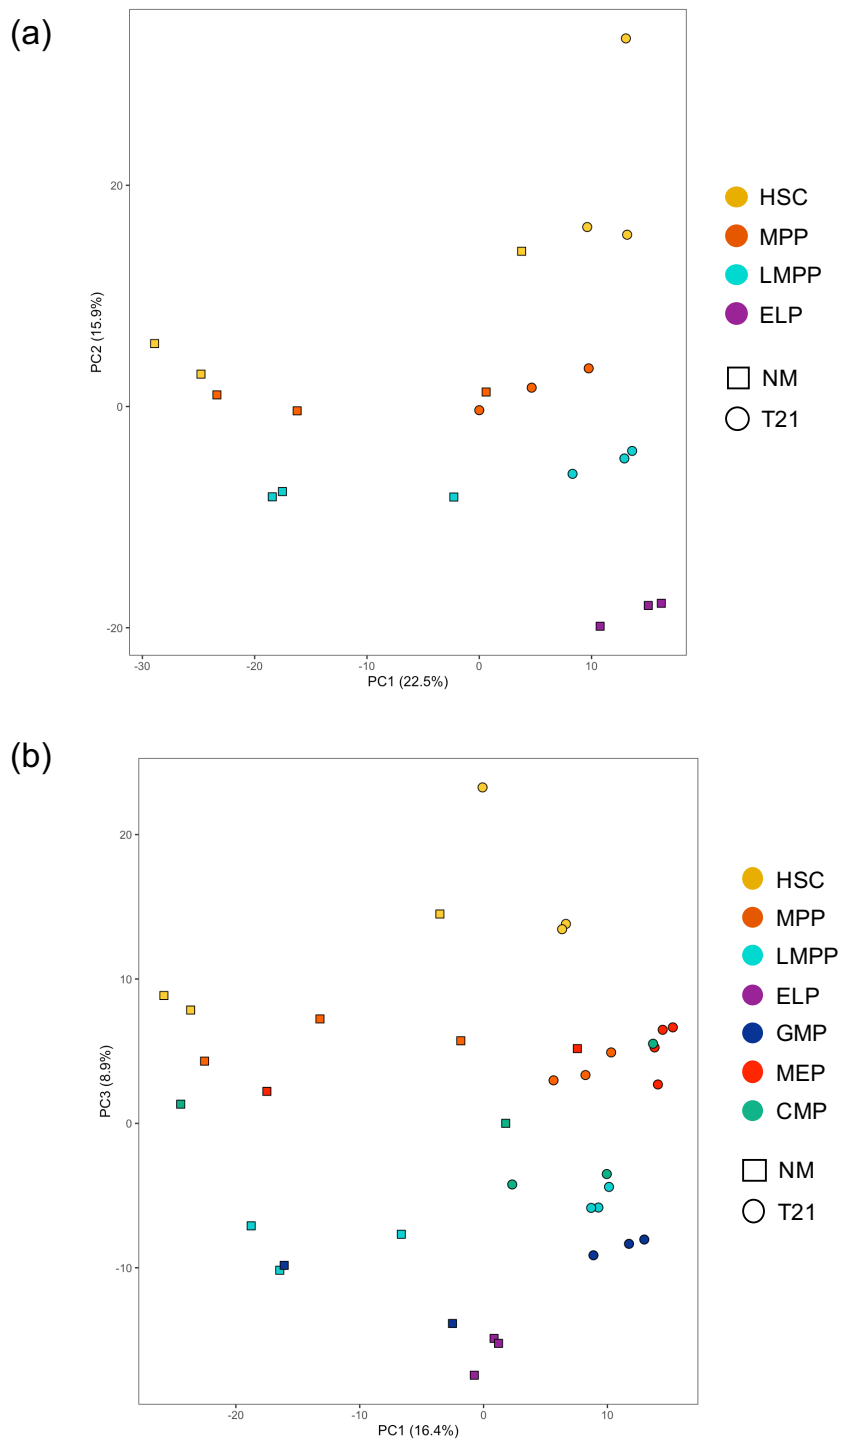 (a)
20
0
-20
PC2 (15.9%)
-30
-20
-10
0
10
PC1 (22.5%)
HSC
MPP
LMPP
ELP
NM
T21
(b)
20
10
0
-10
PC3 (8.9%)
-20
-10
0
10
PC1 (16.4%)
HSC
MPP
LMPP
ELP
GMP
MEP
CMP
NM
T21